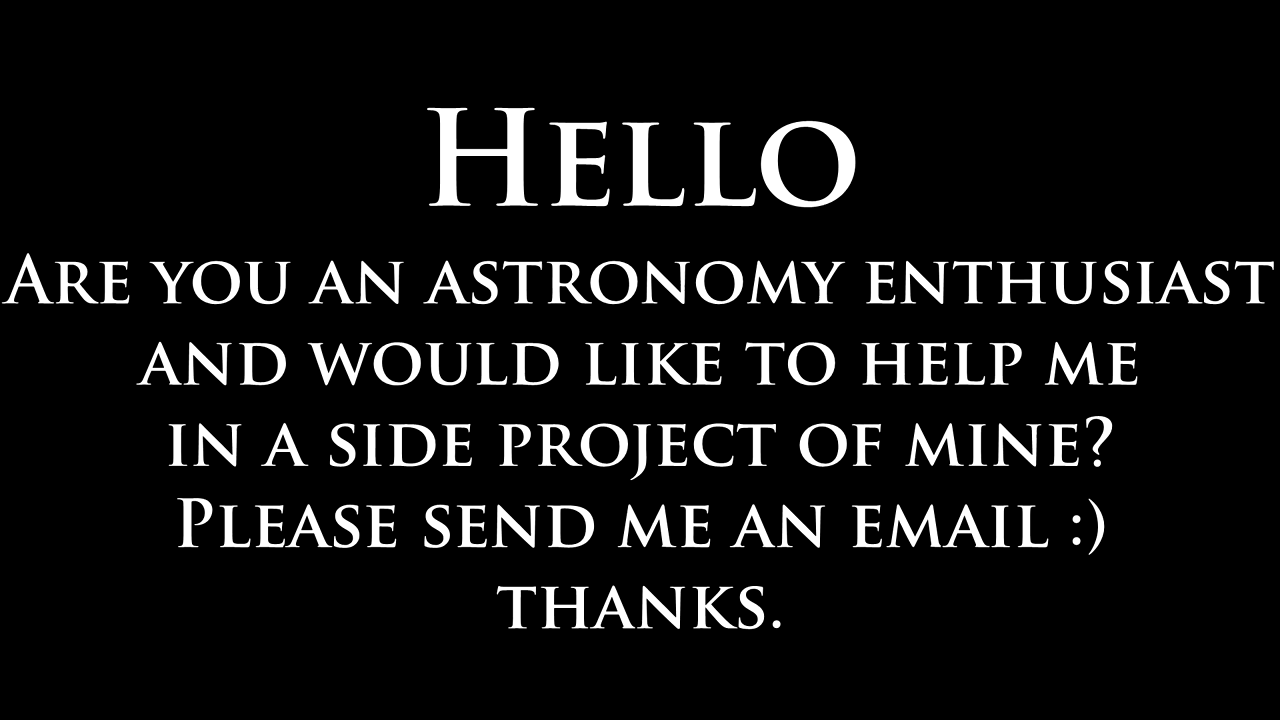 Hello
Are you an astronomy enthusiast
and would like to help me
in a side project of mine?
Please send me an email :)
thanks.